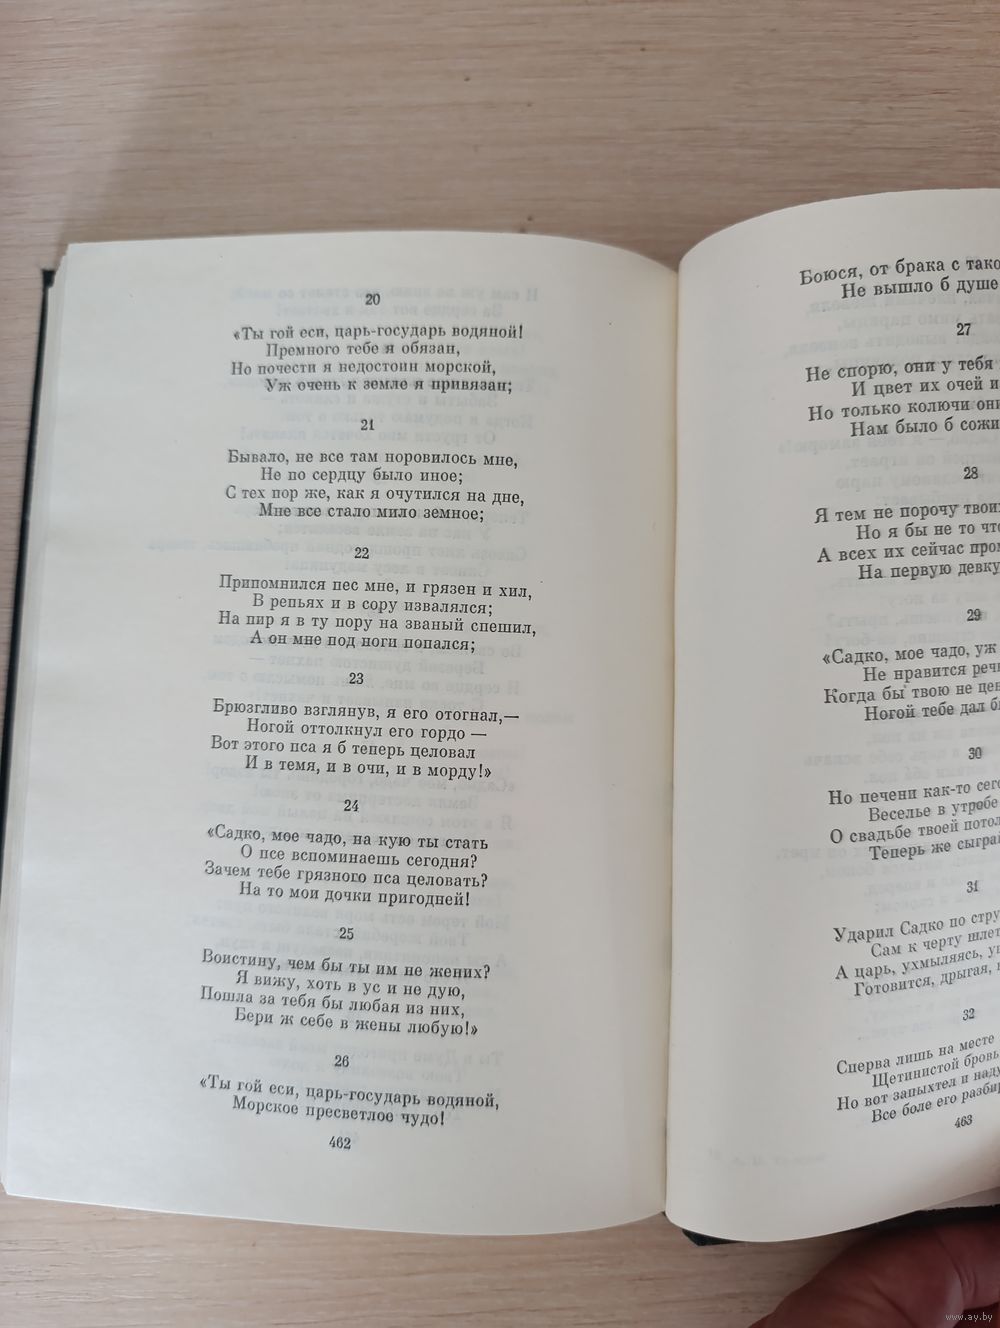 20
«Ты гой еси, царь-государь водяной!
Премного тебе я обязан,
Но почести я недостоин морской,
Уж очень к земле я привязан;
21
Бывало, не все там норовилось мне,
Не по сердцу было иное;
С тех пор же, как я очутился на дне,
Мне все стало мило земное;
22
Припомнился пес мне, и грязен и хил,
В репьях и в сору извалялся;
На пир я в ту пору на званый спешил,
А он мне под ноги попался;
23
Брюзгливо взглянув, я его отогнал,—
Ногой оттолкнул его гордо —
Вот этого пса я б теперь целовал
И в темя, и в очи, и в морду!»
24
«Садко, мое чадо, на кую ты стать
О псе вспоминаешь сегодня?
Зачем тебе грязного пса целовать?
На то мои дочки пригодней!
25
Воистину, чем бы ты им не жених?
Я вижу, хоть в ус и не дую,
Пошла за тебя бы любая из них,
Бери ж себе в жены любую!»
26
«Ты гой еси, царь-государь водяной,
Морское пресветлое чудо!
462
Боюся, от брака с тако
Не вышло б душе
27
Не спорю, они у тебя
И цвет их очей
Но только колючи они
Нам было б сожи
28
Я тем не порочу твоих
Но я бы не то что
А всех их сейчас пром
На первую девку
29
«Садко, мое чадо, уж
Не нравится речь
Когда бы твою не цен
Ногой тебе дал бы
30
Но печени как-то сего
Веселье в утробе
О свадьбе твоей потол
Теперь же сыграй
31
Ударил Садко по стру
Сам к черту шлет
А царь, ухмыляясь,
Готовится, дрыгая,
32
Сперва лишь на месте
Щетинистой бровью
Но вот запыхтел и наду
Все боле его разбир
463
www.ay.by